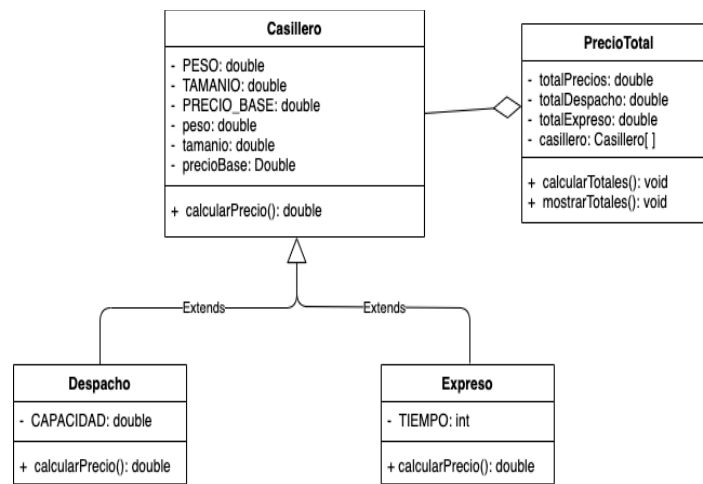 Casillero
- PESO: double
- TAMANIO: double
- PRECIO_BASE: double
- peso: double
- tamanio: double
- precioBase: Double
+ calcularPrecio(): double
PrecioTotal
- totalPrecios: double
- totalDespacho: double
- totalExpreso: double
- casillero: Casillero[ ]
+ calcularTotales(): void
+ mostrarTotales(): void
Extends
Extends
Despacho
- CAPACIDAD: double
+ calcularPrecio(): double
Expreso
- TIEMPO: int
+ calcularPrecio(): double